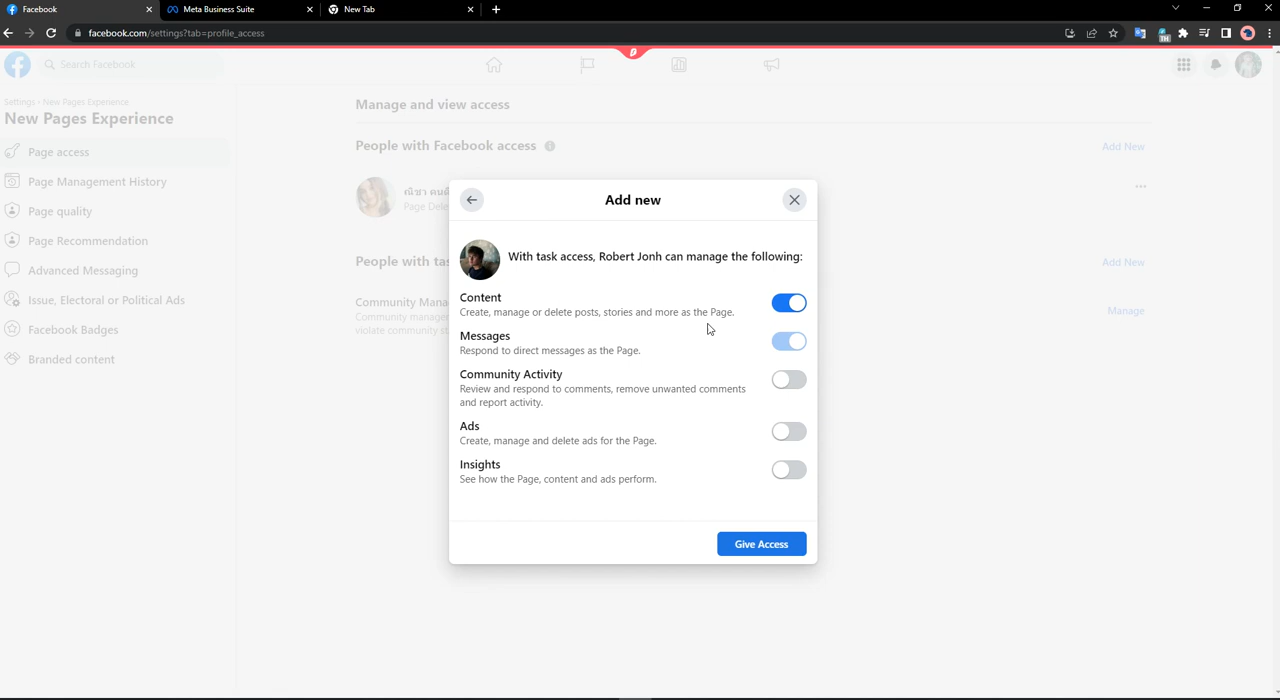 Facebook
Meta Business Suite
New Tab
facebook.com/settings?tab=profile_access
Search Facebook
Settings › New Pages Experience
New Pages Experience
Page access
Page Management History
Page quality
Page Recommendation
Advanced Messaging
Issue, Electoral or Political Ads
Facebook Badges
Branded content
Manage and view access
People with Facebook access
Add New
Page Dele
People with tas
Add New
Community Mana
Community manager
violate community st
Manage
Add new
With task access, Robert Jonh can manage the following:
Content
Create, manage or delete posts, stories and more as the Page.
Messages
Respond to direct messages as the Page.
Community Activity
Review and respond to comments, remove unwanted comments
and report activity.
Ads
Create, manage and delete ads for the Page.
Insights
See how the Page, content and ads perform.
Give Access